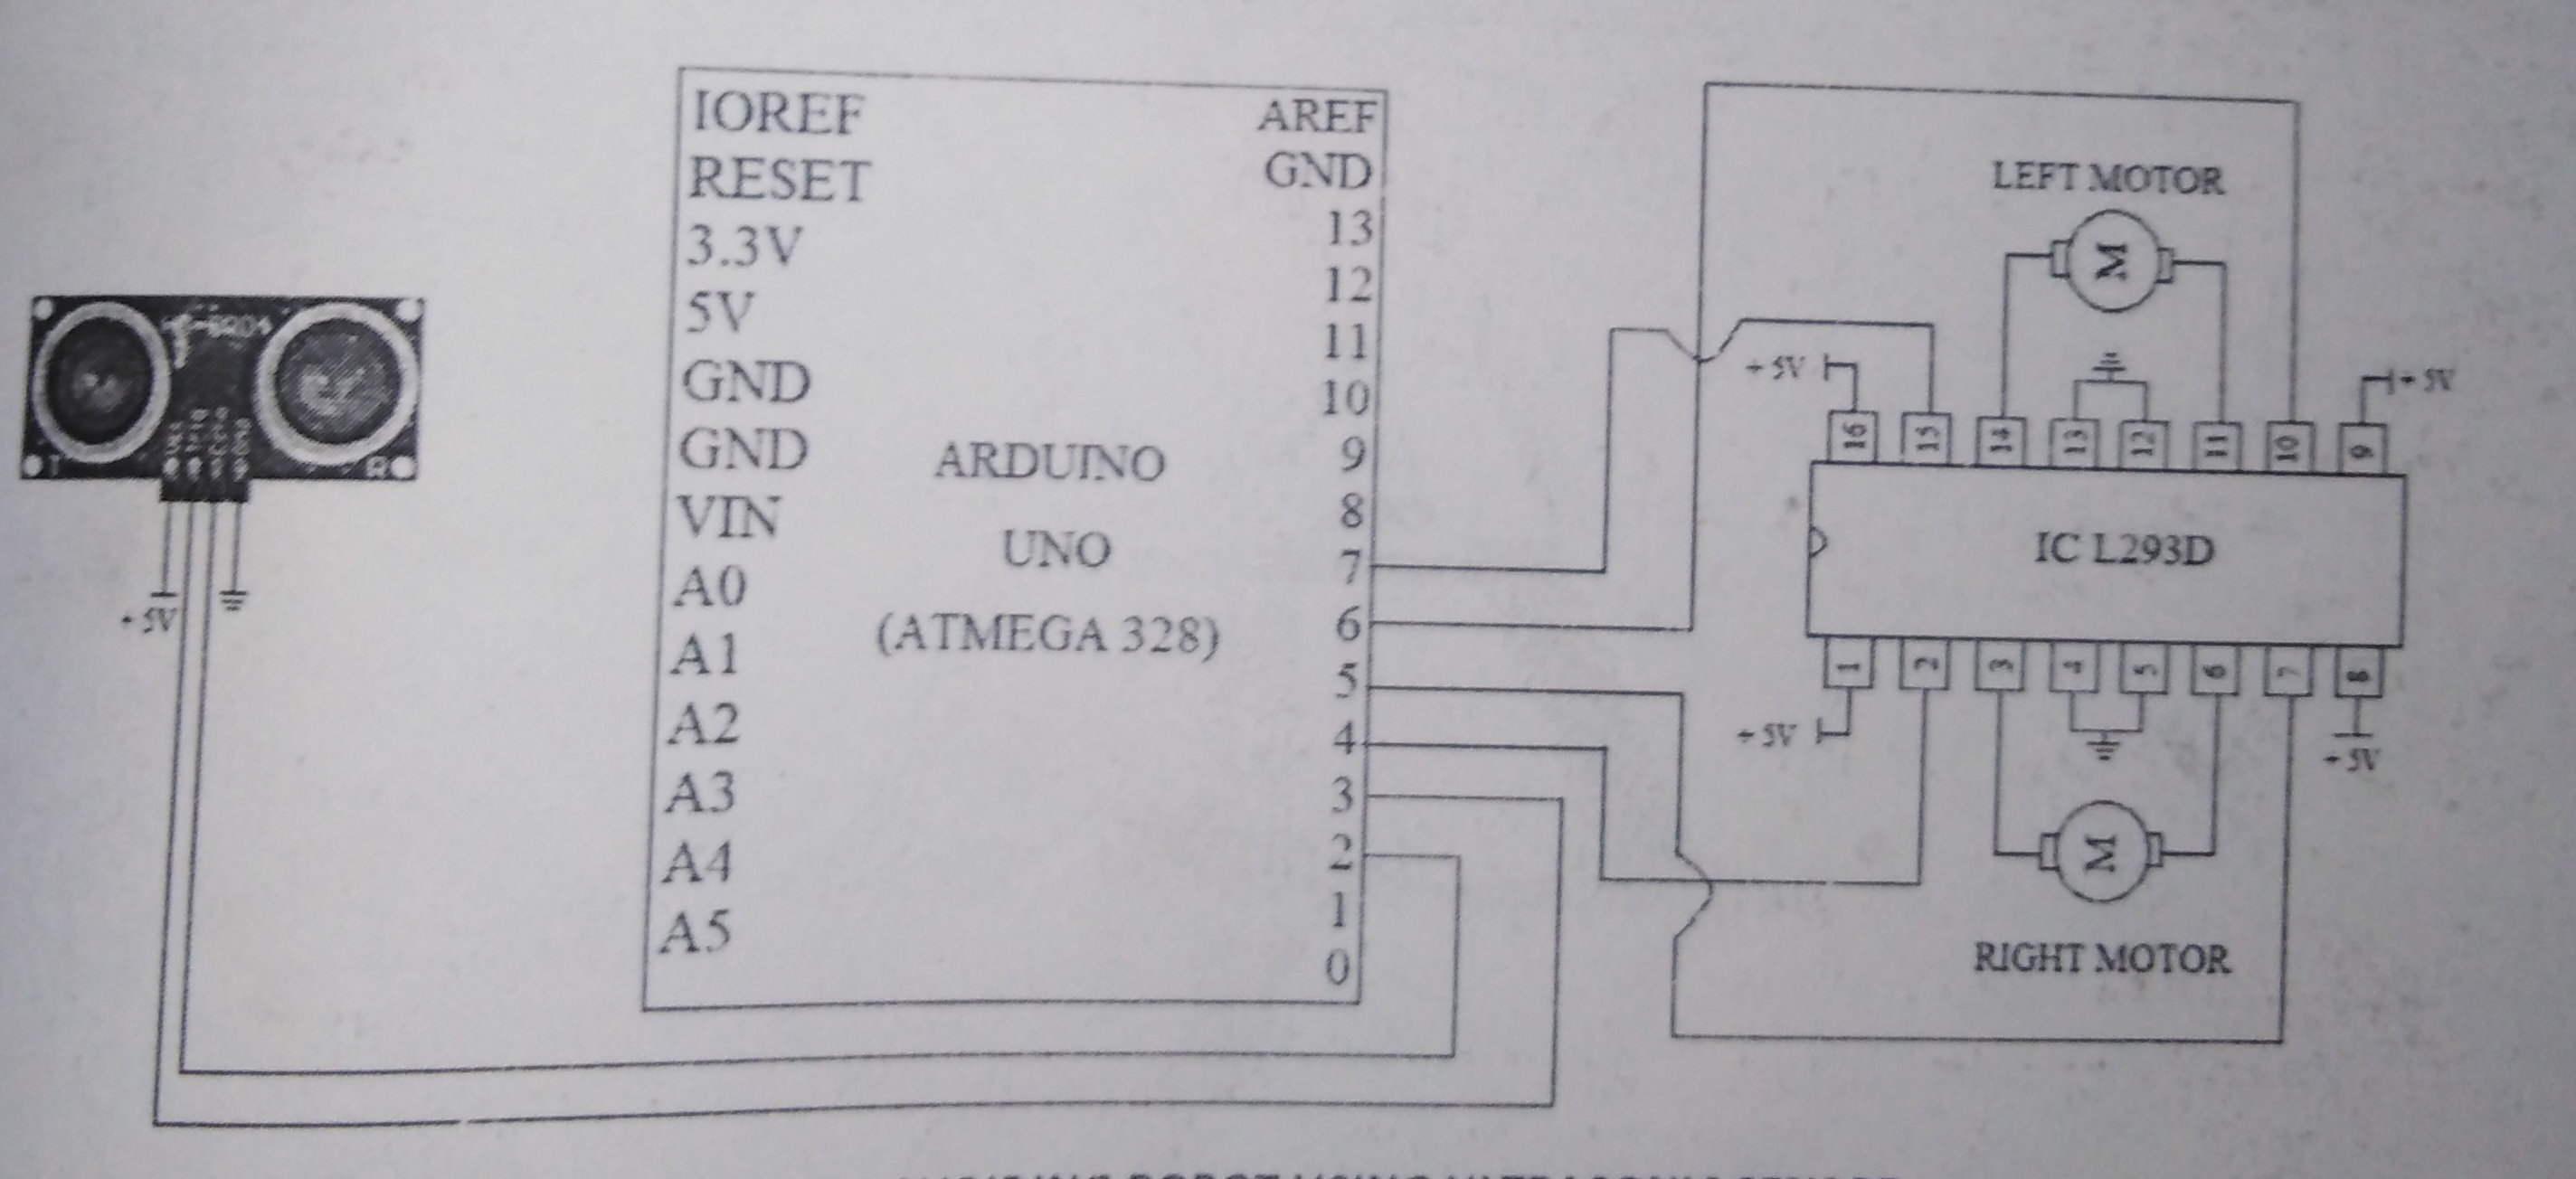 IOREF
RESET
3.3V
5V
GND
GND
VIN
A0
A1
A2
A3
A4
A5
ARDUINO
UNO
(ATMEGA 328)
AREF
GND
13
12
11
10
9
8
7
6
5
4
3
2
1
0
T
R
+5V
LEFT MOTOR
M
+5V
+5V
16 15 14 13 12 11 10 9
IC L293D
1 2 3 4 5 6 7 8
+5V
+5V
M
RIGHT MOTOR